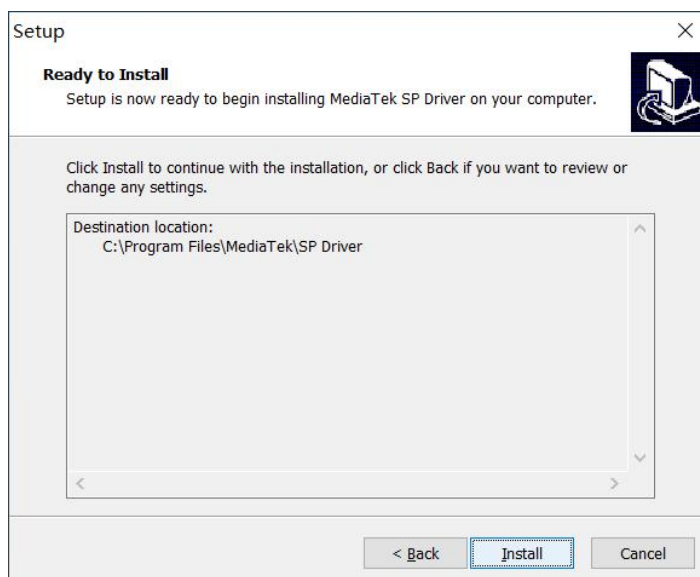 Setup
Ready to Install
Setup is now ready to begin installing MediaTek SP Driver on your computer.
Click Install to continue with the installation, or click Back if you want to review or
change any settings.
Destination location:
C:\Program Files\MediaTek\SP Driver
< Back
Install
Cancel